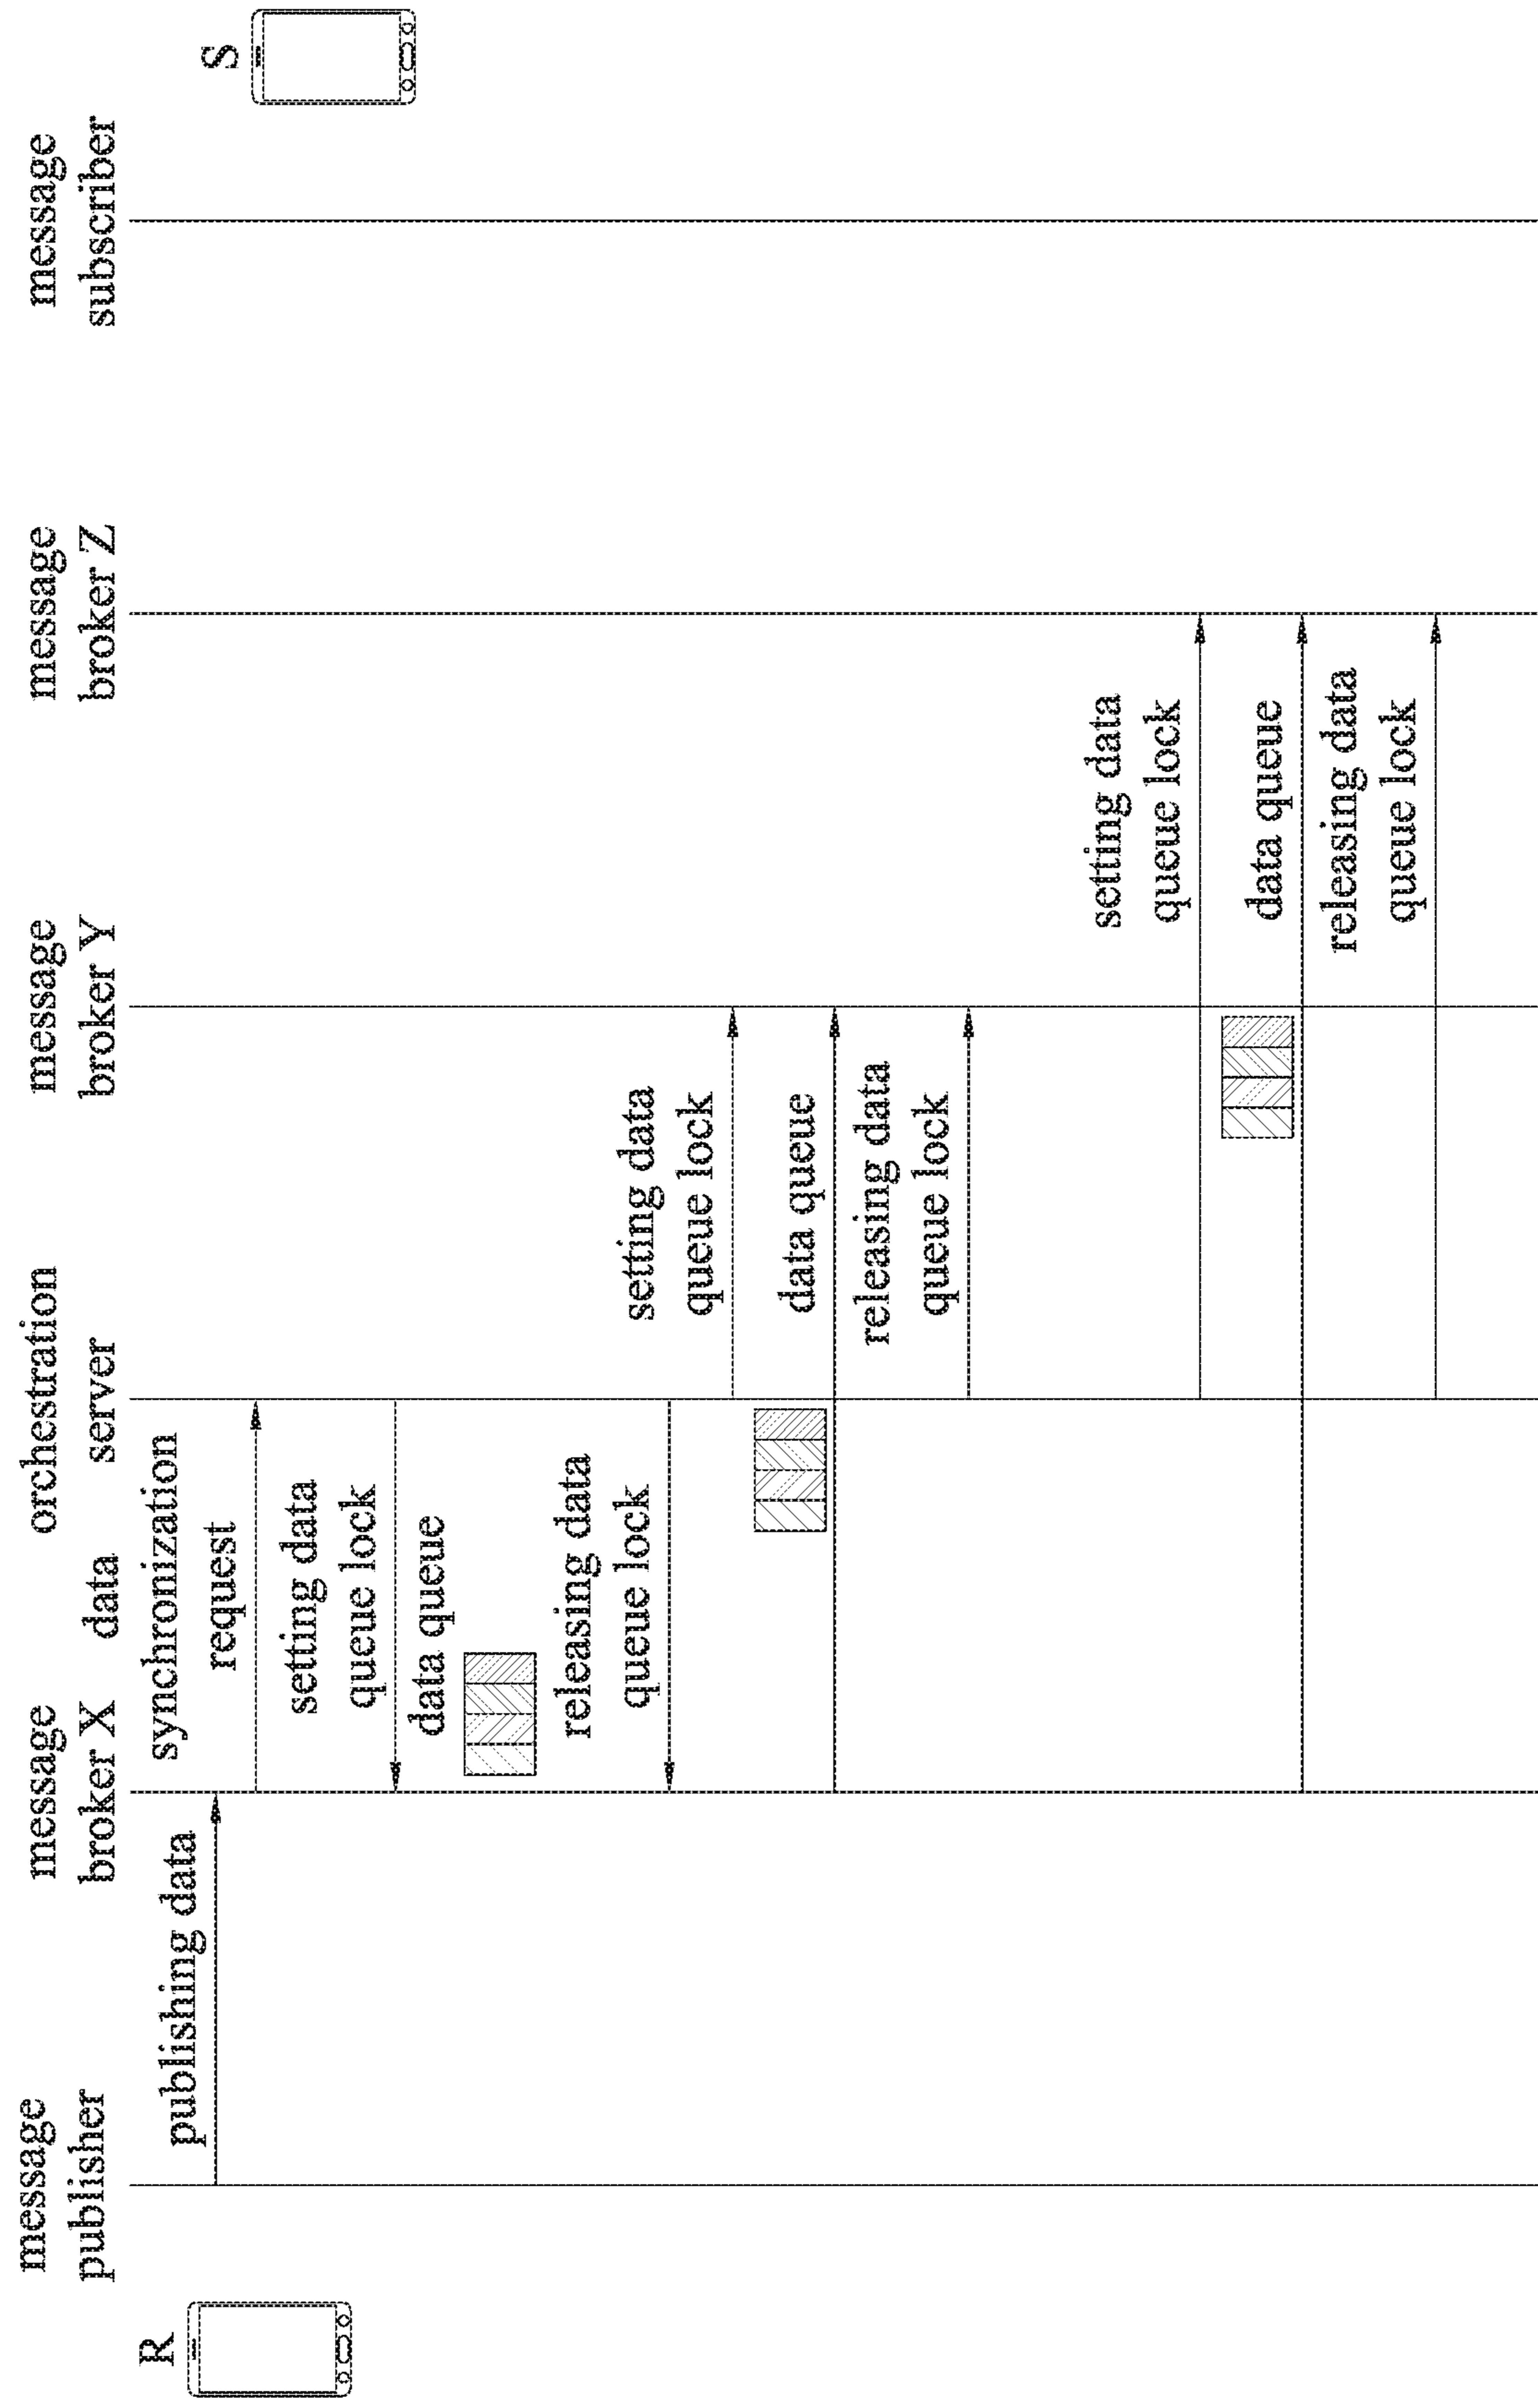 R
message
publisher
message
broker X
data
orchestration
server
message
broker Y
message
broker Z
message
subscriber
S
publishing data
synchronization
request
setting data
queue lock
data queue
releasing data
queue lock
setting data
queue lock
data queue
releasing data
queue lock
setting data
queue lock
data queue
releasing data
queue lock